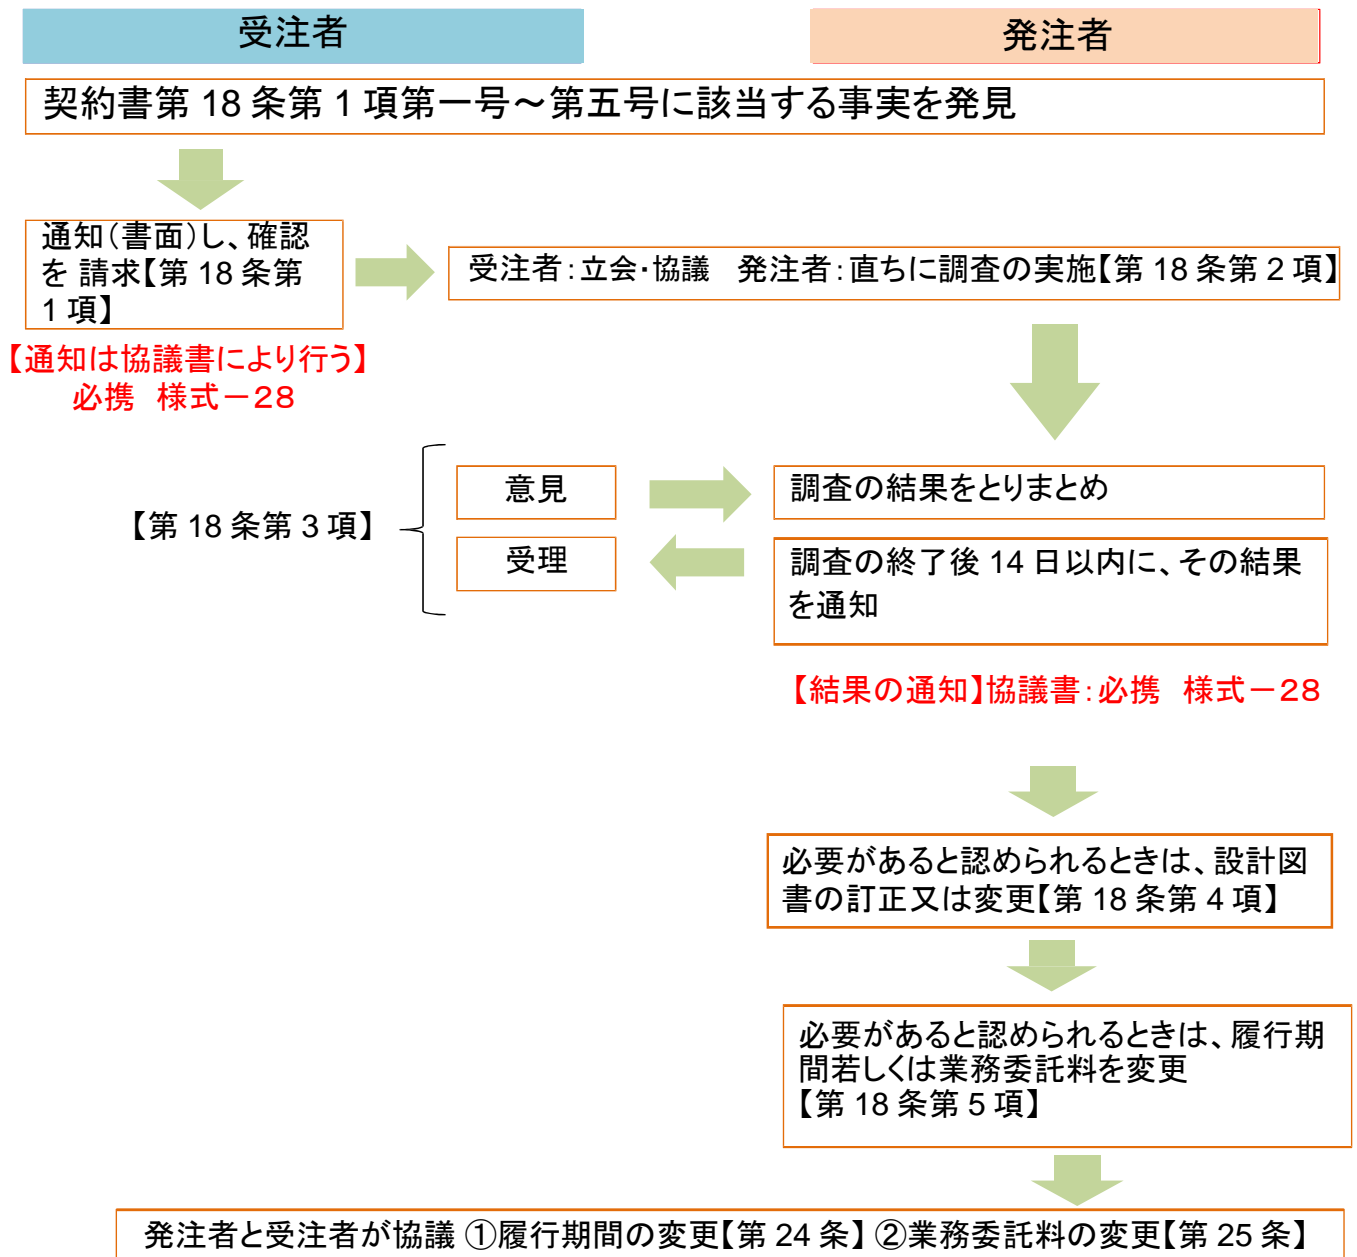 受注者
発注者
契約書第 18 条第 1 項第一号～第五号に該当する事実を発見
通知(書面)し、確認
を 請求【第 18 条第
1 項】
受注者:立会・協議 発注者:直ちに調査の実施【第 18 条第 2 項】
【通知は協議書により行う】
必携 様式－28
【第 18 条第 3 項】
意見
調査の結果をとりまとめ
受理
調査の終了後 14 日以内に、その結果
を通知
【結果の通知】協議書:必携 様式－28
必要があると認められるときは、設計図
書の訂正又は変更【第 18 条第 4 項】
必要があると認められるときは、履行期
間若しくは業務委託料を変更
【第 18 条第 5 項】
発注者と受注者が協議 ①履行期間の変更【第 24 条】 ②業務委託料の変更【第 25 条】